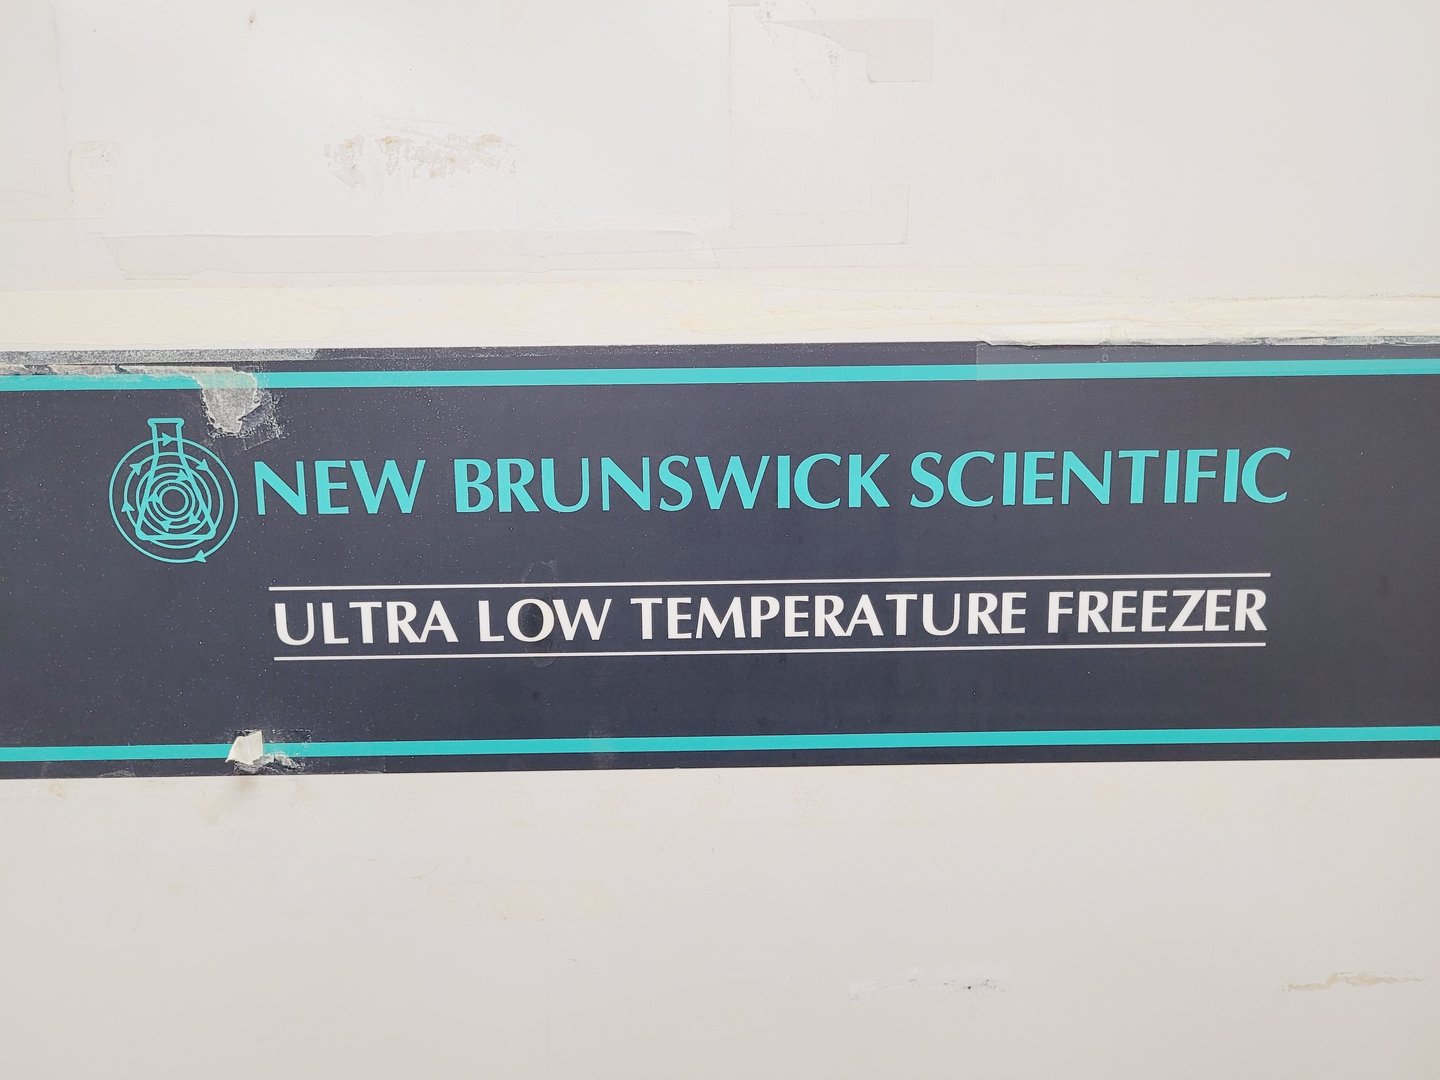 NEW BRUNSWICK SCIENTIFIC
ULTRA LOW TEMPERATURE FREEZER